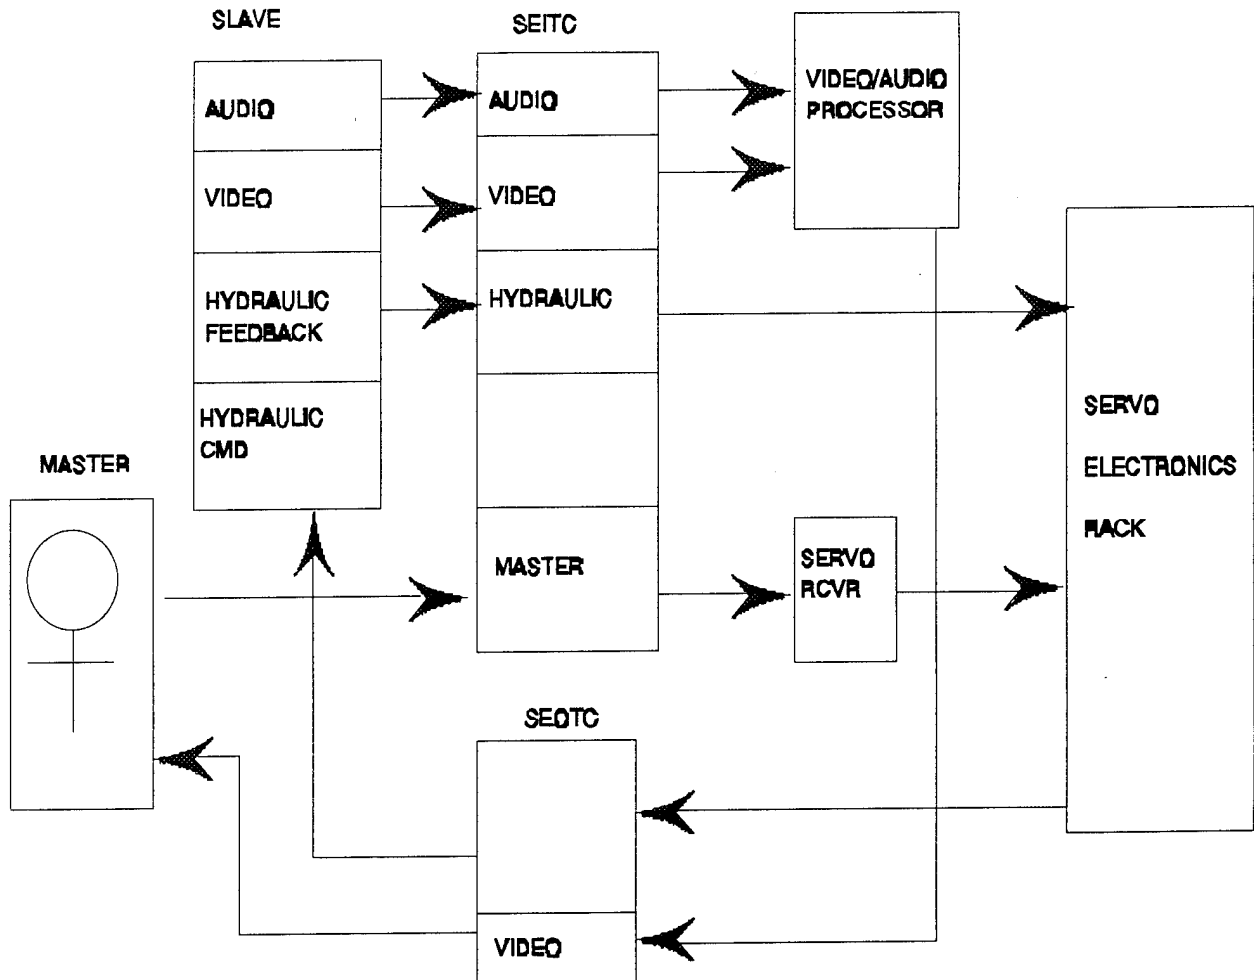 SLAVE
AUDIO
VIDEO
HYDRAULIC
FEEDBACK
HYDRAULIC
CMD
SEITC
AUDIO
VIDEO
HYDRAULIC
MASTER
VIDEO/AUDIO
PROCESSOR
SERVO
ELECTRONICS
RACK
MASTER
SERVO
RCVR
SEOTC
VIDEO